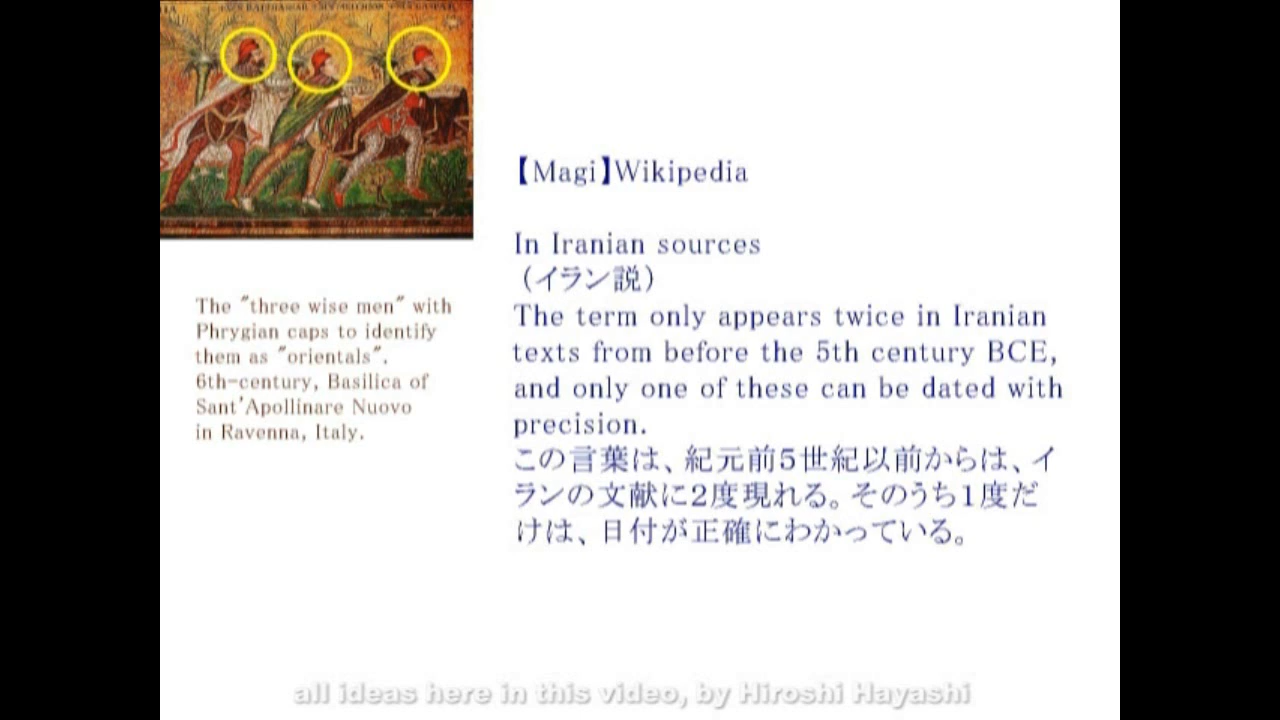 The "three wise men" with
Phrygian caps to identify
them as "orientals".
6th-century, Basilica of
Sant'Apollinare Nuovo
in Ravenna, Italy.
【Magi】Wikipedia
In Iranian sources
（イラン説）
The term only appears twice in Iranian
texts from before the 5th century BCE,
and only one of these can be dated with
precision.
この言葉は、紀元前5世紀以前からは、イ
ランの文献に2度現れる。そのうち1度だ
けは、日付が正確にわかっている。
all ideas here in this video, by Hiroshi Hayashi